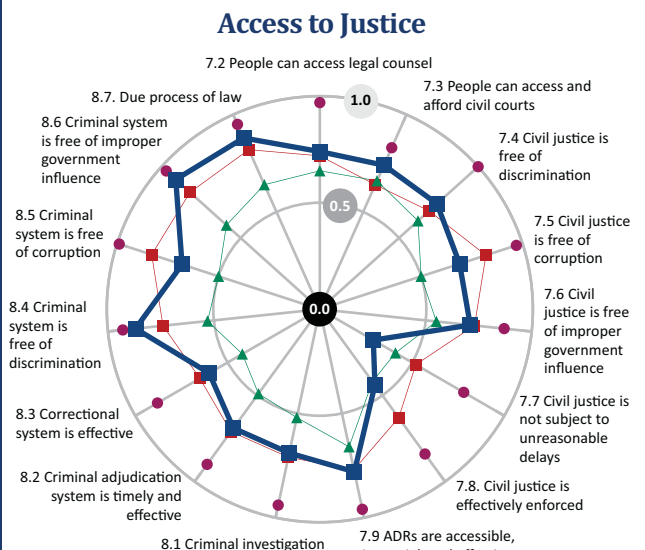 Access to Justice
7.2 People can access legal counsel
8.7. Due process of law
1.0
7.3 People can access and
afford civil courts
8.6 Criminal system
is free of improper
government
influence
7.4 Civil justice is
free of
discrimination
0.5
8.5 Criminal
system is free
of corruption
7.5 Civil justice
is free of
corruption
0.0
8.4 Criminal
system is
free of
discrimination
7.6 Civil
justice is free
of improper
government
influence
8.3 Correctional
system is effective
7.7 Civil justice is
not subject to
unreasonable
delays
8.2 Criminal adjudication
system is timely and
effective
7.8. Civil justice is
effectively enforced
8.1 Criminal investigation
7.9 ADRs are accessible,